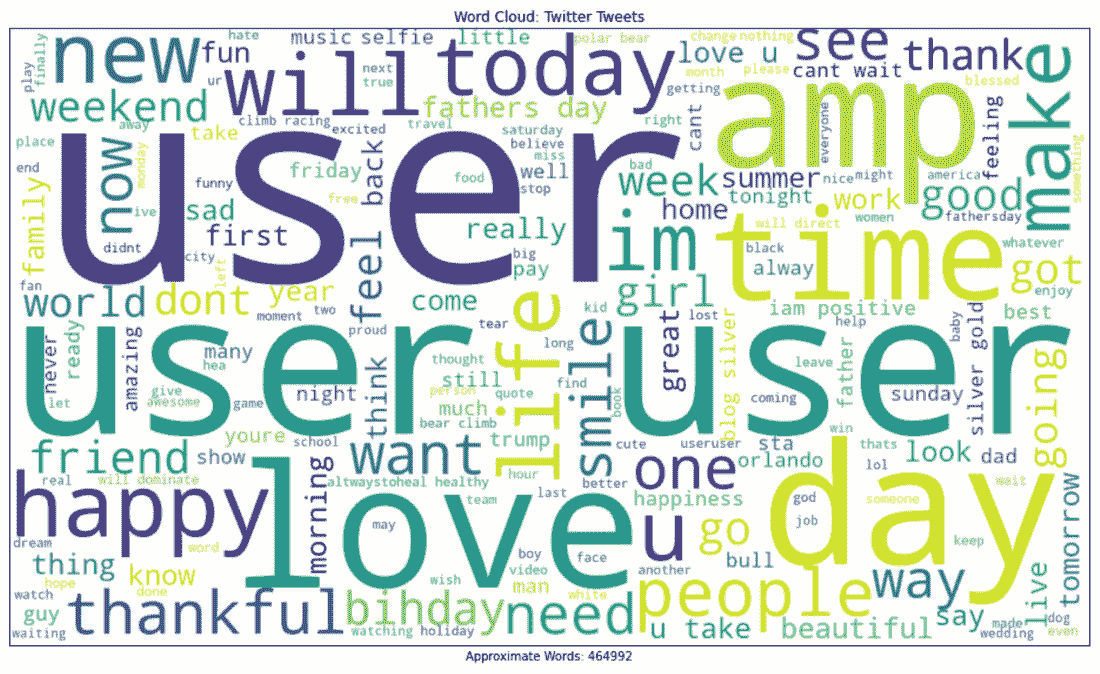 Word Cloud: Twitter Tweets
new fun hate music selfie little polar bear love u change nothing see thank
play finally ur will next true today month please cant wait getting blessed
weekend climb racing excited fathers day cant amp everyone feeling make
place away take travel saturday believe miss right
user
end monday now funny friday back food well stop bad week summer nice might america good something
family ive sad free tonight work women fathersday
didnt city first really home will direct
fan left feel big pay im black alway time whatever got
world dont year come girl enjoy
moment two proud tear life kid lost iam positive best
user user
never ready amazing many thought long smile great help baby silver gold
hea night think still person quote find book leave father
let give awesome game much coming sunday going
youre school bear climb trump cute useruser blog silver sta win thats
friend show want hour one orlando look dad
real will dominate altwaystoheal healthy better lol wait
happy morning love team last happiness god someone day
dream may u go job keep tomorrow
thing word boy face another bull
hope know wish video man people way
watch done white live
guy thankful bihday need say made dog
waiting watching holiday u take beautiful wedding even
Approximate Words: 464992